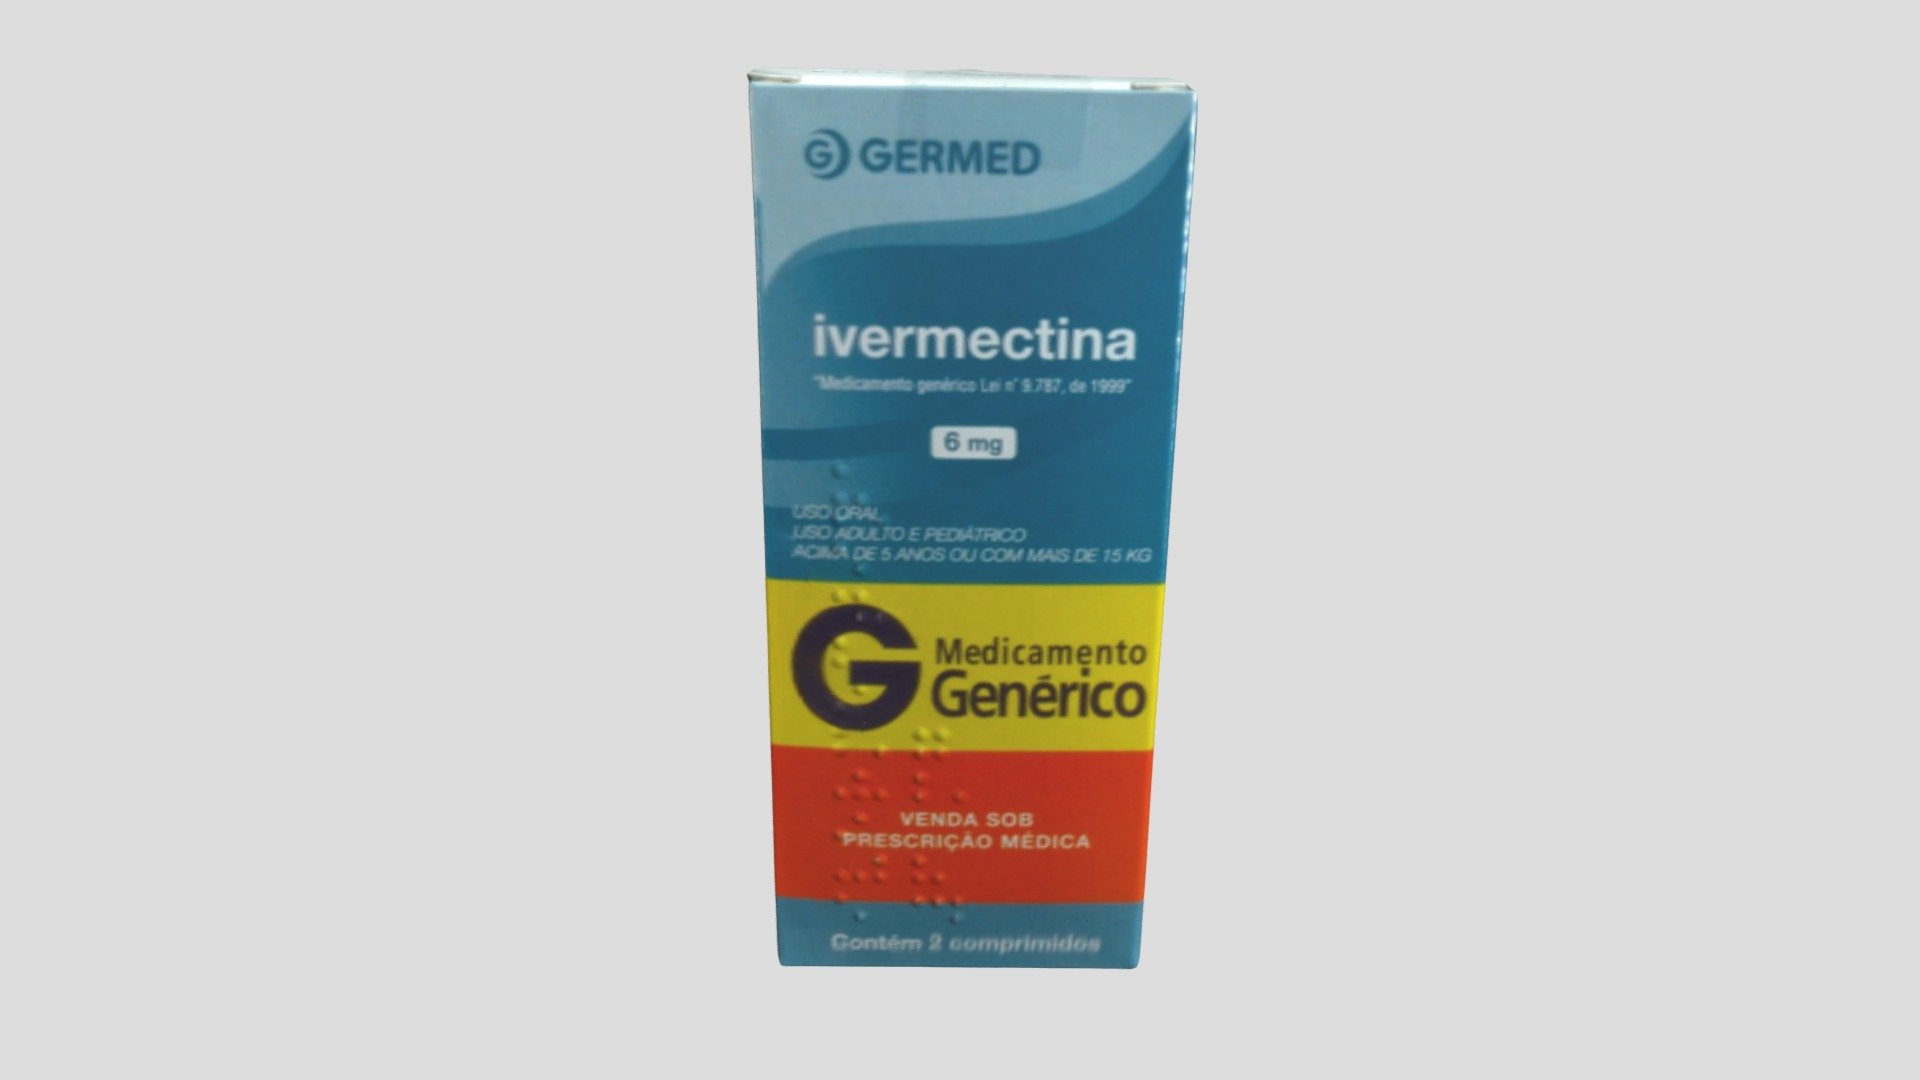 G GERMED
ivermectina
"Medicamento genérico Lei n° 9.787, de 1999"
6 mg
USO ORAL
USO ADULTO E PEDIÁTRICO
ACIMA DE 5 ANOS OU COM MAIS DE 15 KG
G Medicamento
Genérico
VENDA SOB
PRESCRIÇÃO MÉDICA
Contém 2 comprimidos